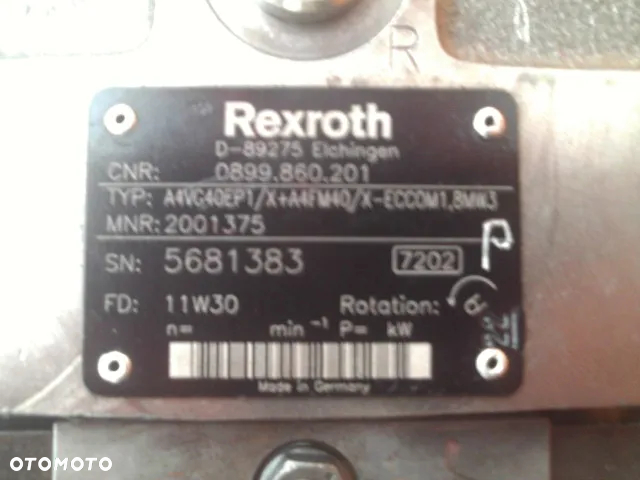 R
Rexroth
D-89275 Elchingen
CNR: 0899.860.201
TYP: A4VG40EP1/X+A4FM40/X-ECCOM1,8MW3
MNR: 2001375
SN: 5681383 7202
P
FD: 11W30 Rotation:
n= min⁻¹ P= kW
Made in Germany
OTOMOTO